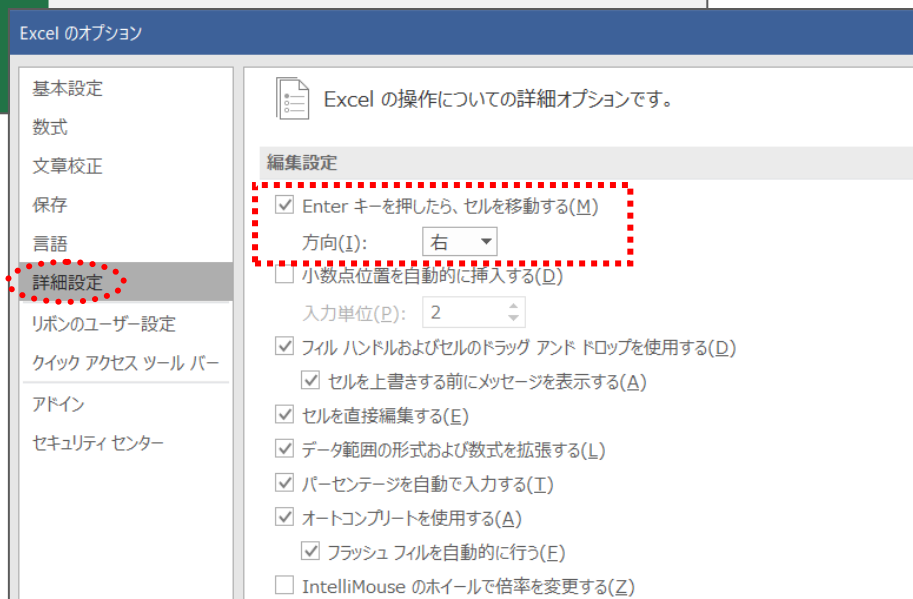 Excel のオプション
基本設定
数式
文章校正
保存
言語
詳細設定
リボンのユーザー設定
クイック アクセス ツール バー
アドイン
セキュリティ センター
Excel の操作についての詳細オプションです。
編集設定
Enter キーを押したら、セルを移動する(M)
方向(I): 右
小数点位置を自動的に挿入する(D)
入力単位(P): 2
フィル ハンドルおよびセルのドラッグ アンド ドロップを使用する(D)
セルを上書きする前にメッセージを表示する(A)
セルを直接編集する(E)
データ範囲の形式および数式を拡張する(L)
パーセンテージを自動で入力する(T)
オートコンプリートを使用する(A)
フラッシュ フィルを自動的に行う(F)
IntelliMouse のホイールで倍率を変更する(Z)